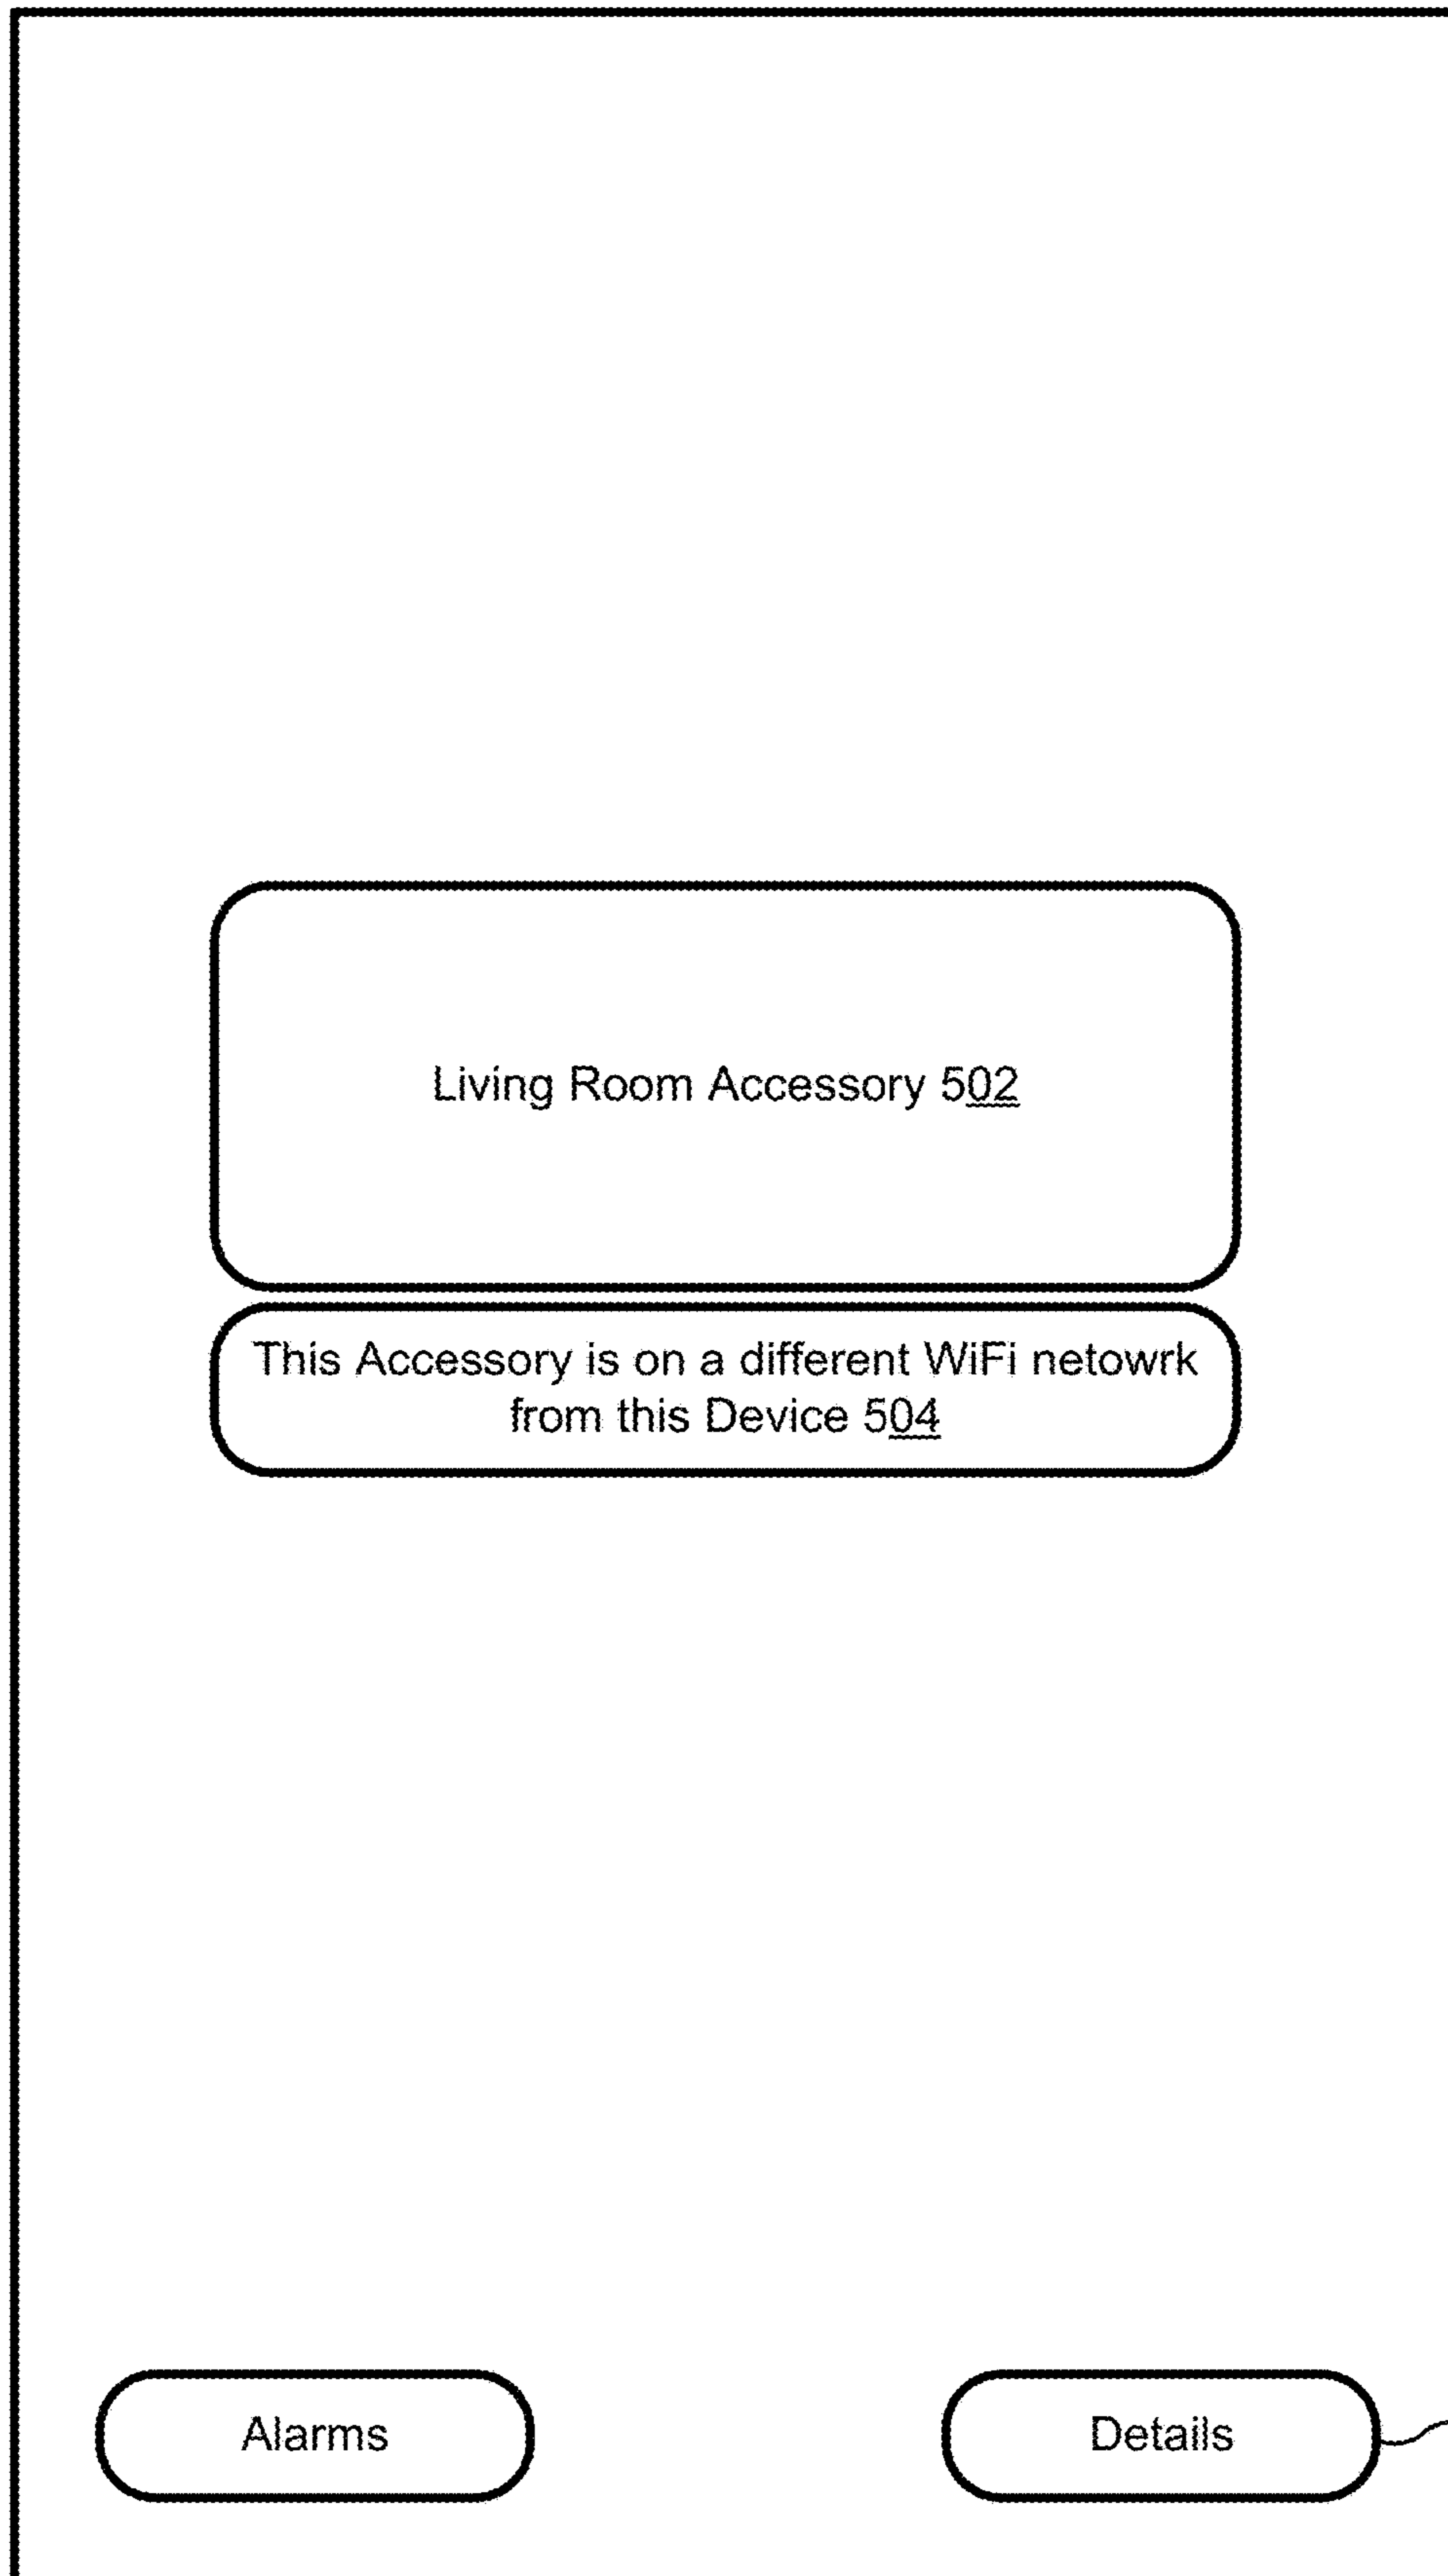 Living Room Accessory 502
This Accessory is on a different WiFi netowrk
from this Device 504
Alarms
Details